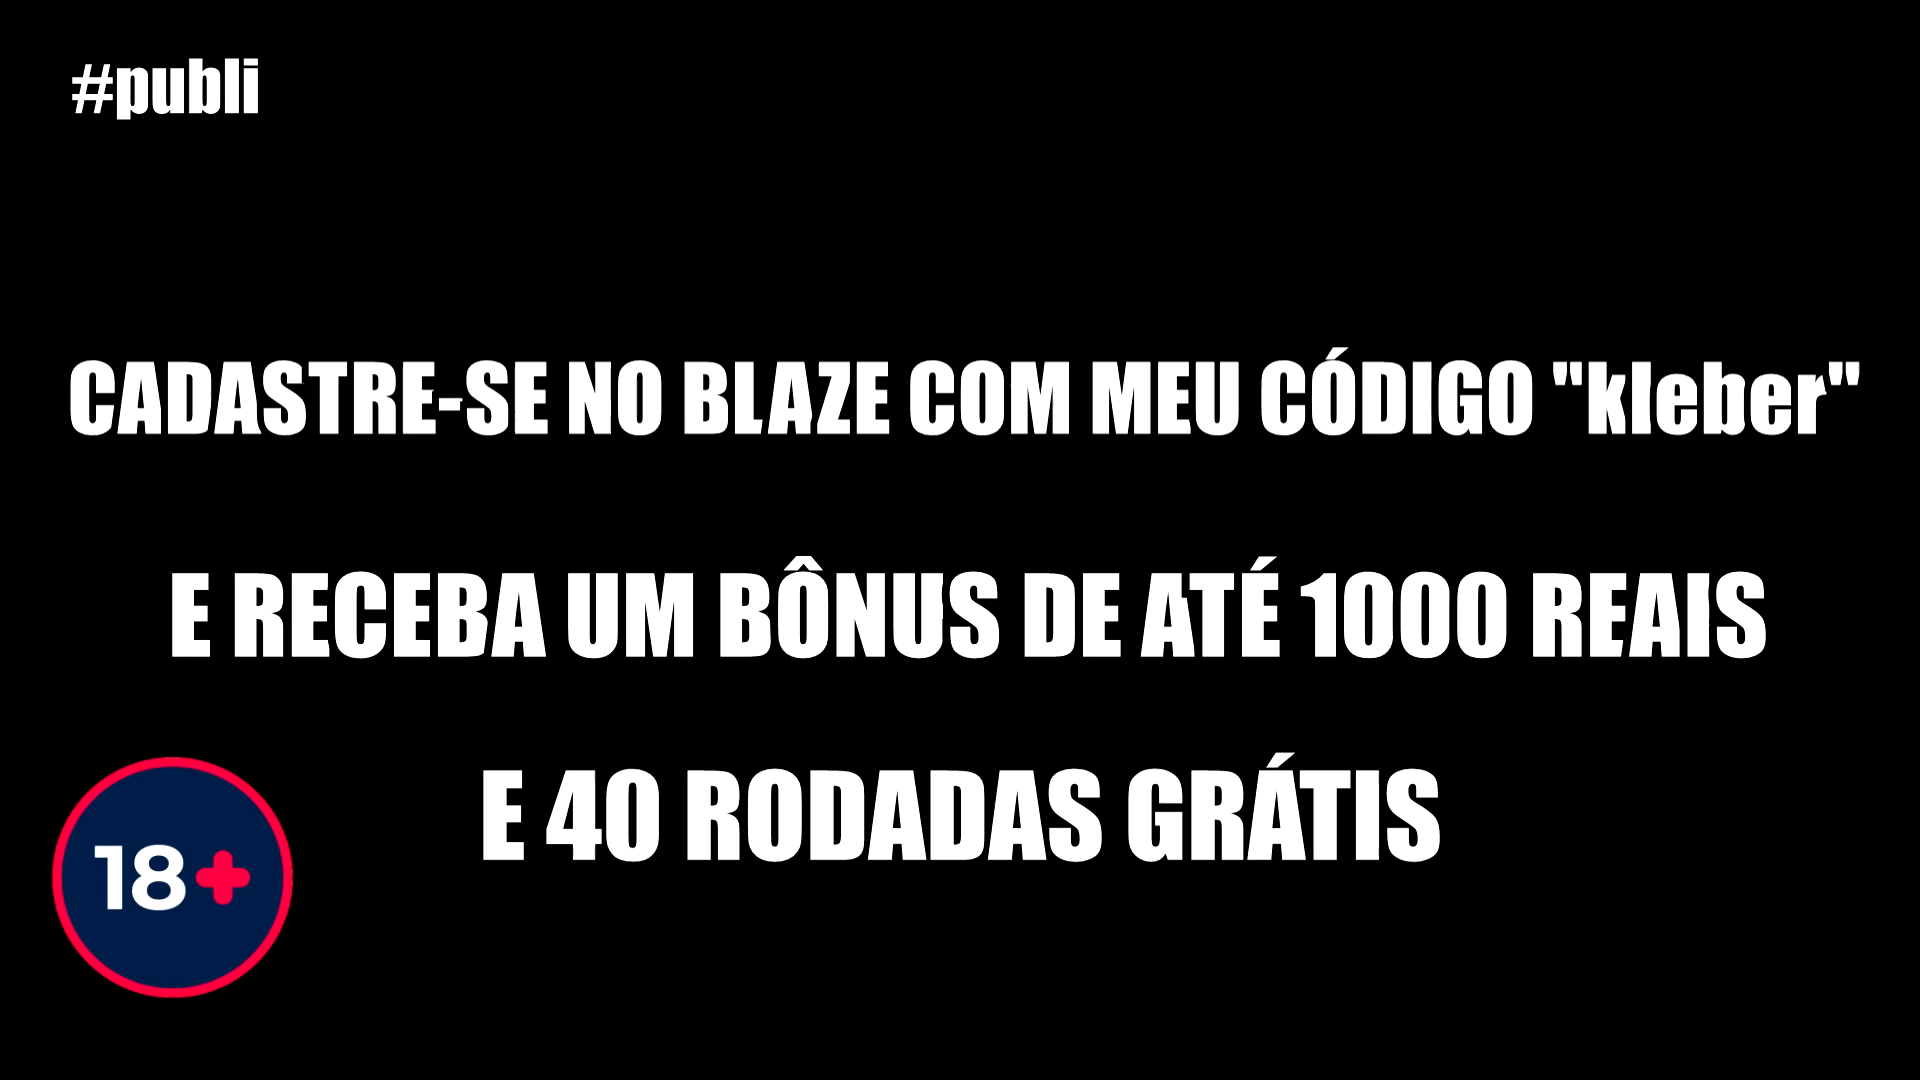 #publi
CADASTRE-SE NO BLAZE COM MEU CÓDIGO "kleber"
E RECEBA UM BÔNUS DE ATÉ 1000 REAIS
E 40 RODADAS GRÁTIS
18+